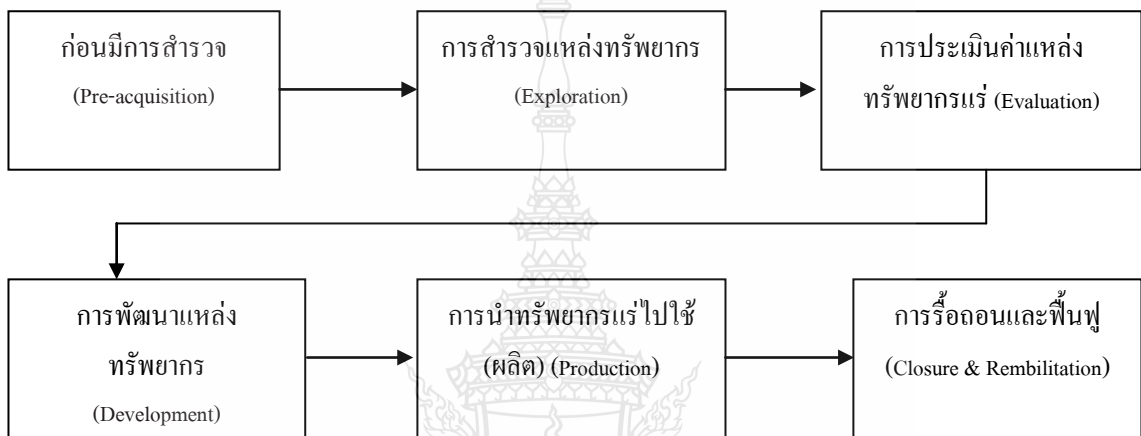 ก่อนมีการสำรวจ
(Pre-acquisition)
การสำรวจแหล่งทรัพยากร
(Exploration)
การประเมินค่าแหล่ง
ทรัพยากรแร่ (Evaluation)
การพัฒนาแหล่ง
ทรัพยากร
(Development)
การนำทรัพยากรแร่ไปใช้
(ผลิต) (Production)
การรื้อถอนและฟื้นฟู
(Closure & Rembilitation)